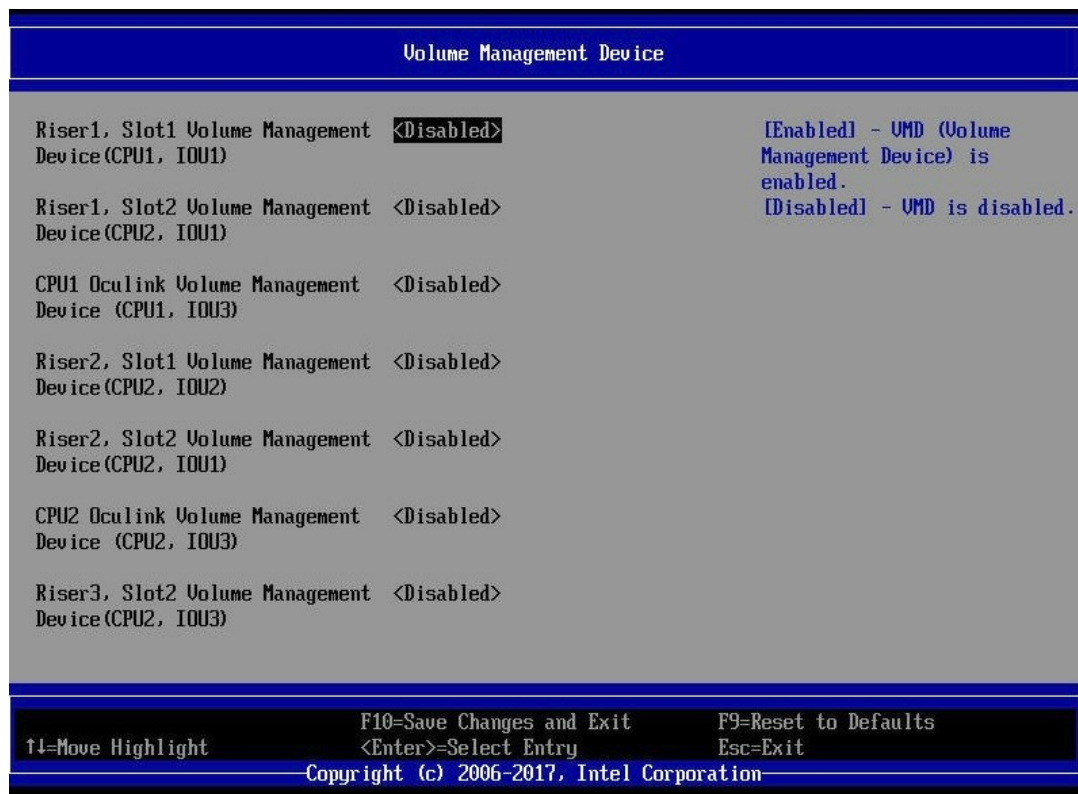 Volume Management Device
Riser1, Slot1 Volume Management <Disabled>
Device(CPU1, IOU1)
Riser1, Slot2 Volume Management <Disabled>
Device(CPU2, IOU1)
CPU1 Oculink Volume Management <Disabled>
Device (CPU1, IOU3)
Riser2, Slot1 Volume Management <Disabled>
Device(CPU2, IOU2)
Riser2, Slot2 Volume Management <Disabled>
Device(CPU2, IOU1)
CPU2 Oculink Volume Management <Disabled>
Device (CPU2, IOU3)
Riser3, Slot2 Volume Management <Disabled>
Device(CPU2, IOU3)
[Enabled] - VMD (Volume
Management Device) is
enabled.
[Disabled] - VMD is disabled.
F10=Save Changes and Exit F9=Reset to Defaults
↑↓=Move Highlight <Enter>=Select Entry Esc=Exit
Copyright (c) 2006-2017, Intel Corporation